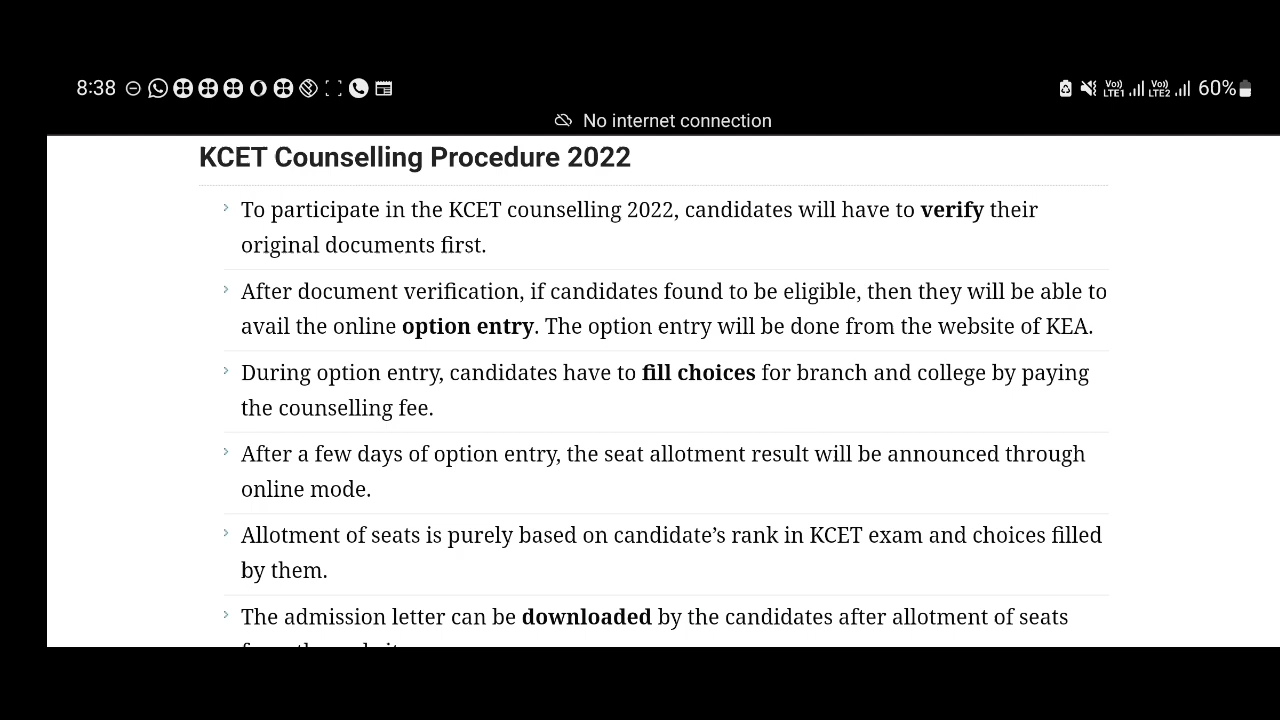 8:38
Vo) LTE1 Vo) LTE2 60%
No internet connection
KCET Counselling Procedure 2022
To participate in the KCET counselling 2022, candidates will have to verify their
original documents first.
After document verification, if candidates found to be eligible, then they will be able to
avail the online option entry. The option entry will be done from the website of KEA.
During option entry, candidates have to fill choices for branch and college by paying
the counselling fee.
After a few days of option entry, the seat allotment result will be announced through
online mode.
Allotment of seats is purely based on candidate’s rank in KCET exam and choices filled
by them.
The admission letter can be downloaded by the candidates after allotment of seats